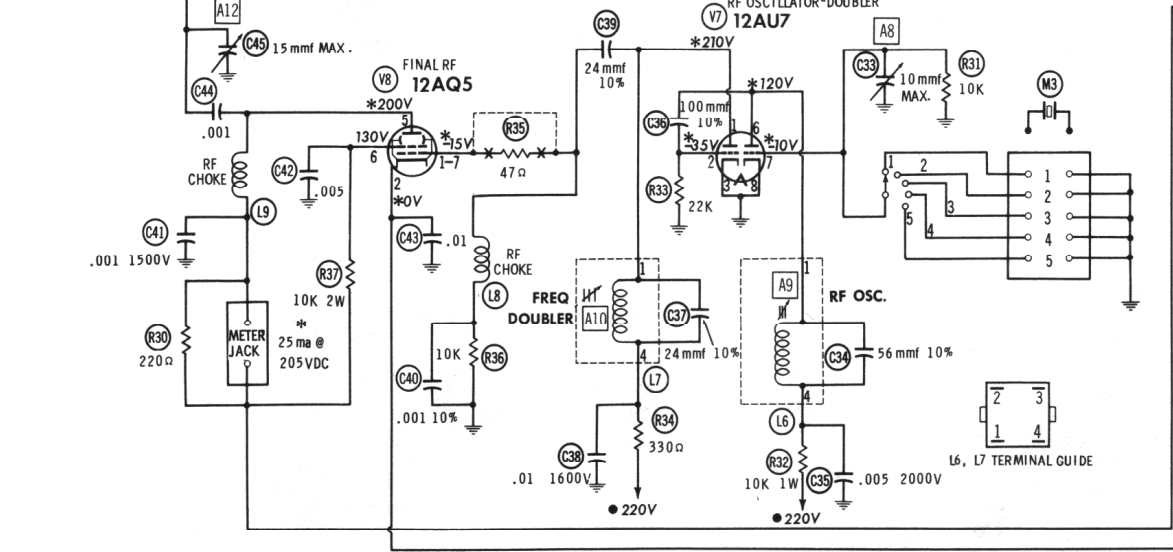 A12
C45 15 mmf MAX.
C44
.001
RF
CHOKE
L9
C41
.001 1500V
R30
220Ω
METER
JACK
*
25 ma @
205VDC
R37
10K 2W
C42
.005
V8
FINAL RF
12AQ5
*200V
5
130V
6
*
-15V
1-7
2
*0V
C43
.01
R35
47Ω
RF
CHOKE
L8
10K
R36
C40
.001 10%
C39
24 mmf
10%
FREQ
DOUBLER
A10
1
4
C37
24 mmf 10%
L7
R34
330Ω
C38
.01 1600V
● 220V
RF OSCILLATOR-DOUBLER
V7
12AU7
*210V
*120V
C36
100 mmf
10%
1 6
*
-35V
2
*
-10V
7
3 8
R33
22K
A9
1
4
RF OSC.
C34
56 mmf 10%
L6
R32
10K 1W
C35
.005 2000V
● 220V
A8
C33
10 mmf
MAX.
R31
10K
M3
1
2
3
4
5
1
2
3
4
5
2 3
1 4
L6, L7 TERMINAL GUIDE